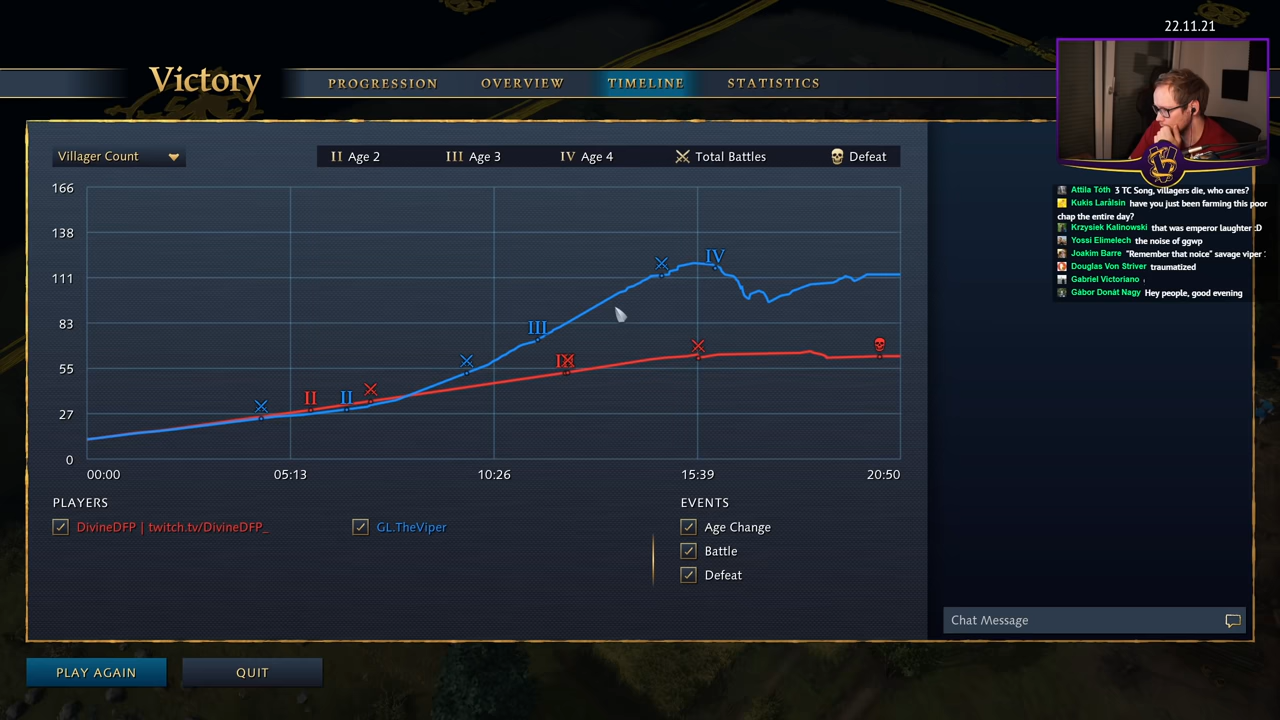 22.11.21
Victory
PROGRESSION OVERVIEW TIMELINE STATISTICS
Villager Count
II Age 2 III Age 3 IV Age 4 Total Battles Defeat
Attila Tóth 3 TC Song, villagers die, who cares?
Kukis Larålsin have you just been farming this poor
chap the entire day?
Krzysiek Kalinowski that was emperor laughter :D
Yossi Elimelech the noise of ggwp
Joakim Barre "Remember that noice" savage viper :
Douglas Von Striver traumatized
Gabriel Victoriano
Gábor Donát Nagy Hey people, good evening
166
138
111
83
55
27
0
IV
III
II
II
00:00 05:13 10:26 15:39 20:50
PLAYERS
DivineDFP | twitch.tv/DivineDFP_ GL.TheViper
EVENTS
Age Change
Battle
Defeat
Chat Message
PLAY AGAIN QUIT